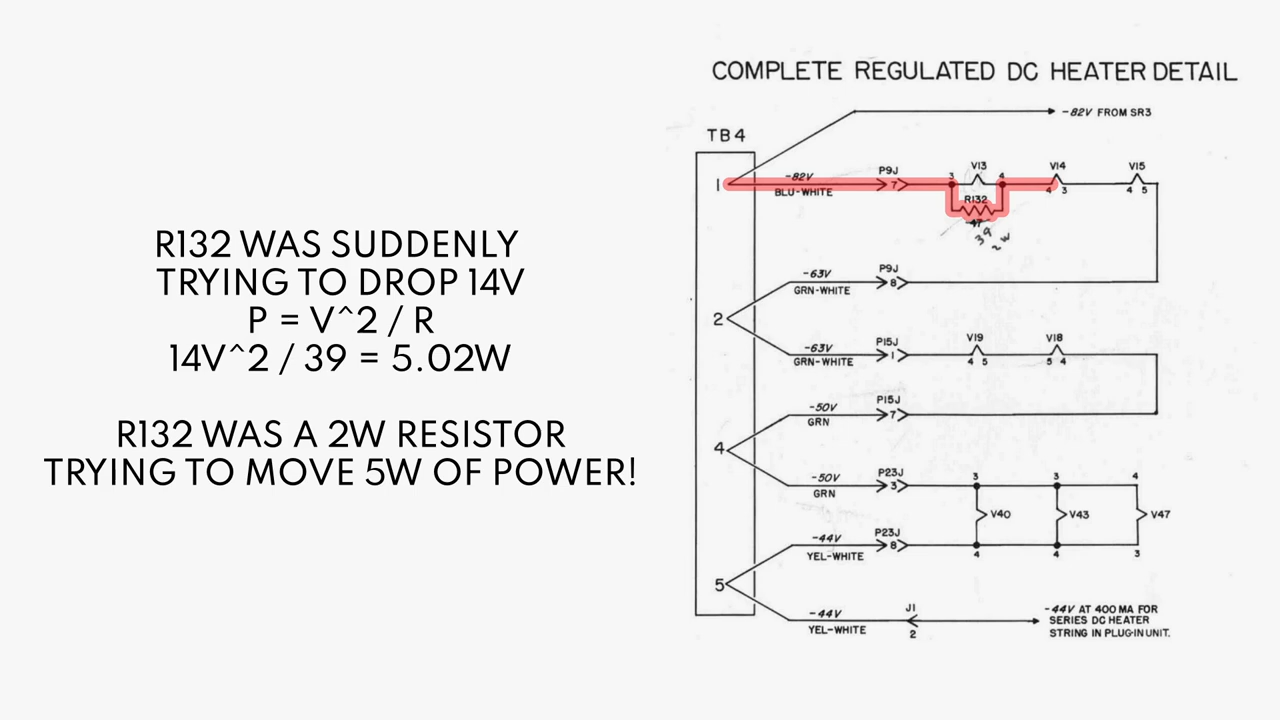 R132 WAS SUDDENLY
TRYING TO DROP 14V
P = V^2 / R
14V^2 / 39 = 5.02W
R132 WAS A 2W RESISTOR
TRYING TO MOVE 5W OF POWER!
COMPLETE REGULATED DC HEATER DETAIL
-82V FROM SR3
TB4
1 -82V BLU-WHITE P9J 7 3 V13 4 V14 4 3 V15 4 5
R132
47
39
2W
-63V GRN-WHITE P9J 8
2
-63V GRN-WHITE P15J 1 V19 4 5 V18 5 4
-50V GRN P15J 7
4
-50V GRN P23J 3 3 3 4
V40 V43 V47
-44V YEL-WHITE P23J 8 4 4 3
5
-44V YEL-WHITE J1 2
-44V AT 400 MA FOR
SERIES DC HEATER
STRING IN PLUG-IN UNIT.